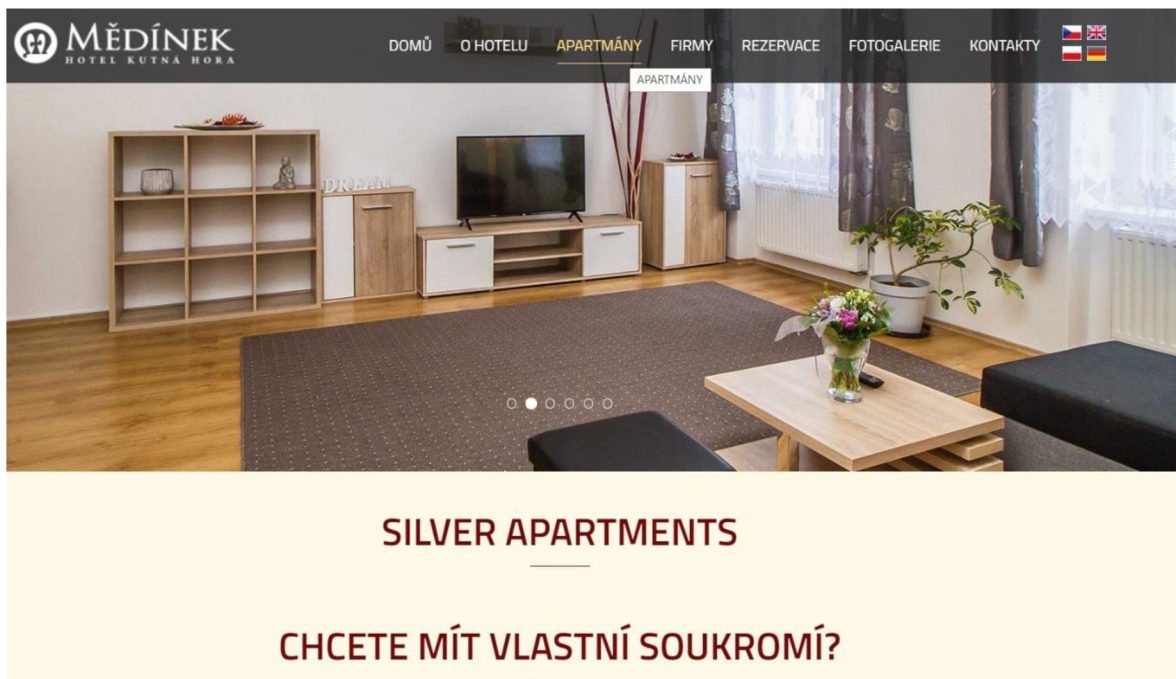 MĚDÍNEK
HOTEL KUTNÁ HORA
DOMŮ O HOTELU APARTMÁNY FIRMY REZERVACE FOTOGALERIE KONTAKTY
APARTMÁNY
DREAM
SILVER APARTMENTS
CHCETE MÍT VLASTNÍ SOUKROMÍ?